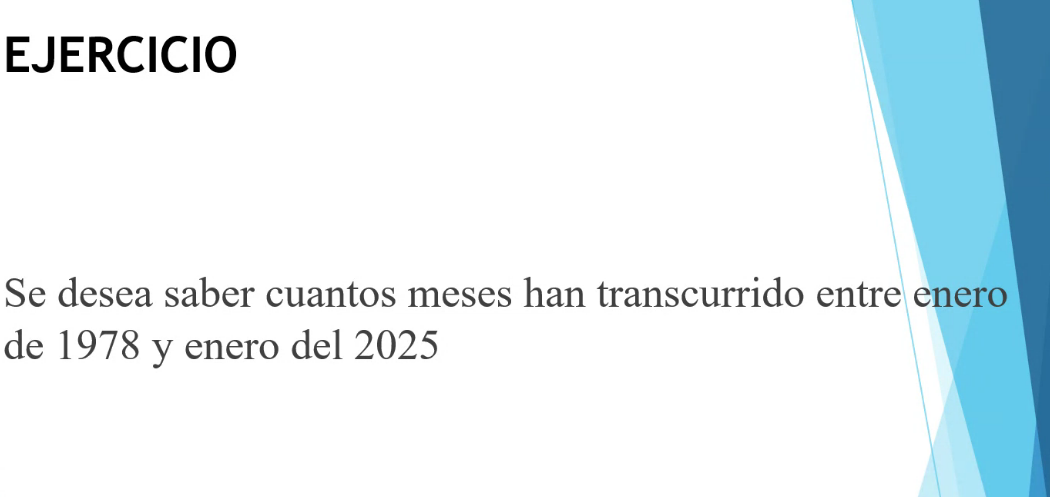 EJERCICIO
Se desea saber cuantos meses han transcurrido entre enero
de 1978 y enero del 2025